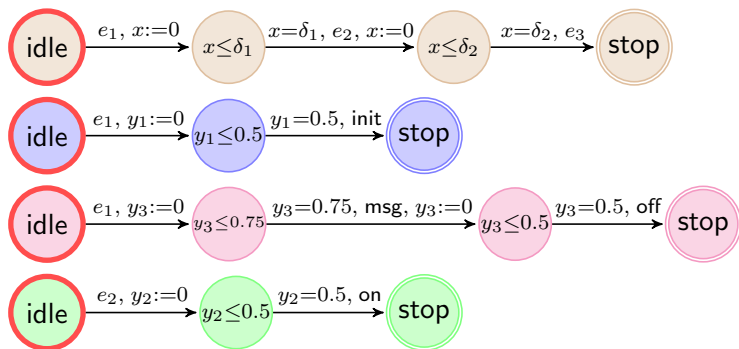 e₁, x:=0 x=δ₁, e₂, x:=0 x=δ₂, e₃
idle x≤δ₁ x≤δ₂ stop
e₁, y₁:=0 y₁=0.5, init
idle y₁≤0.5 stop
e₁, y₃:=0 y₃=0.75, msg, y₃:=0 y₃=0.5, off
idle y₃≤0.75 y₃≤0.5 stop
e₂, y₂:=0 y₂=0.5, on
idle y₂≤0.5 stop